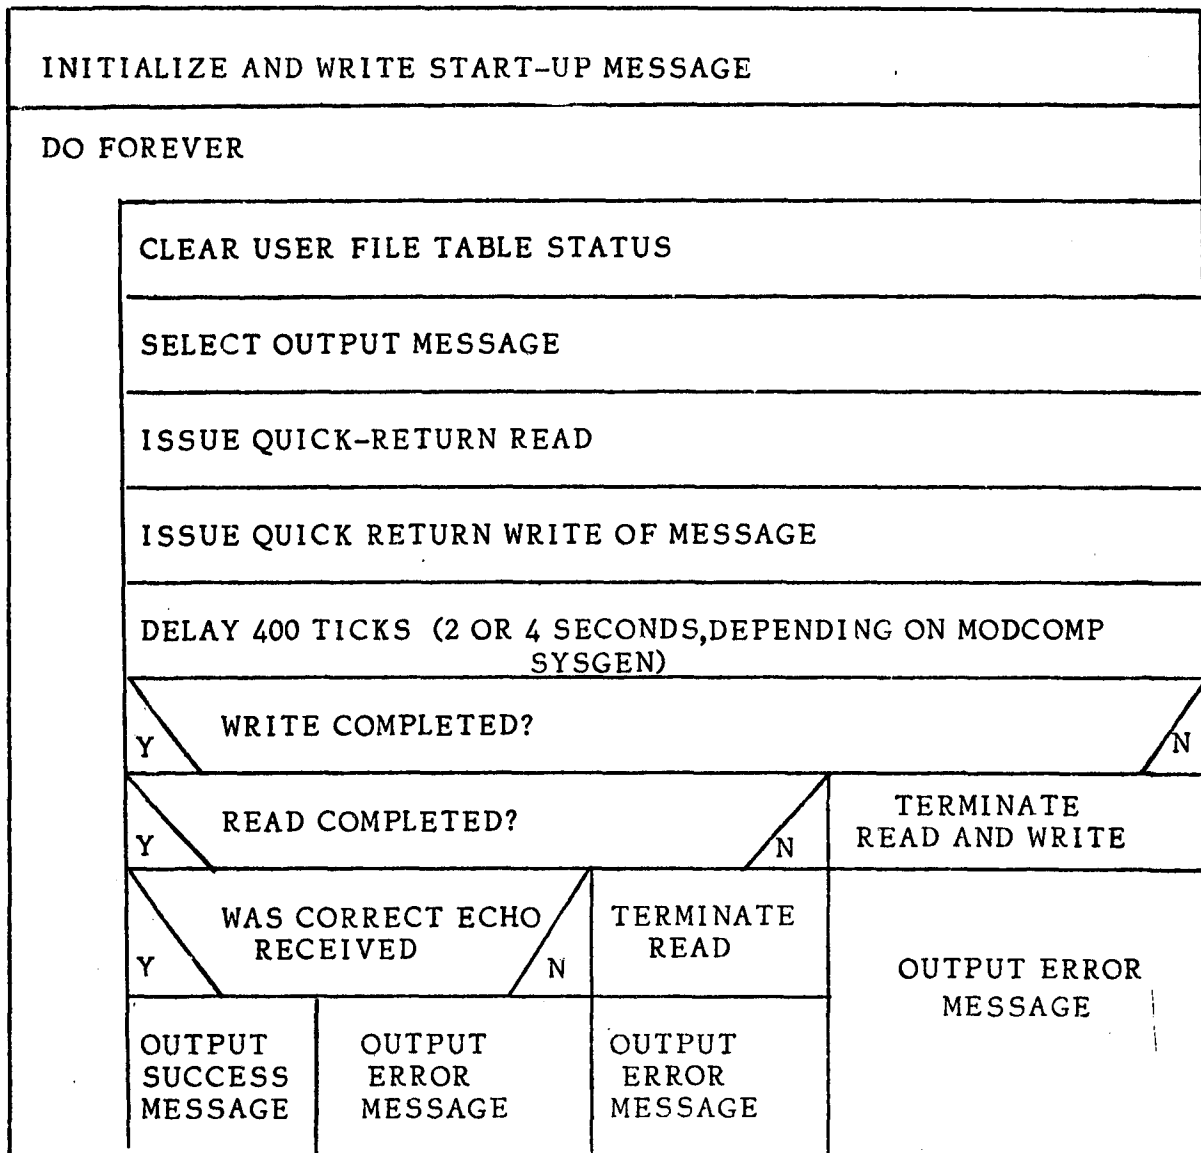 INITIALIZE AND WRITE START-UP MESSAGE
DO FOREVER
CLEAR USER FILE TABLE STATUS
SELECT OUTPUT MESSAGE
ISSUE QUICK-RETURN READ
ISSUE QUICK RETURN WRITE OF MESSAGE
DELAY 400 TICKS (2 OR 4 SECONDS,DEPENDING ON MODCOMP
SYSGEN)
WRITE COMPLETED?
Y
N
READ COMPLETED?
Y
N
TERMINATE
READ AND WRITE
WAS CORRECT ECHO
RECEIVED
Y
N
TERMINATE
READ
OUTPUT ERROR
MESSAGE
OUTPUT
SUCCESS
MESSAGE
OUTPUT
ERROR
MESSAGE
OUTPUT
ERROR
MESSAGE